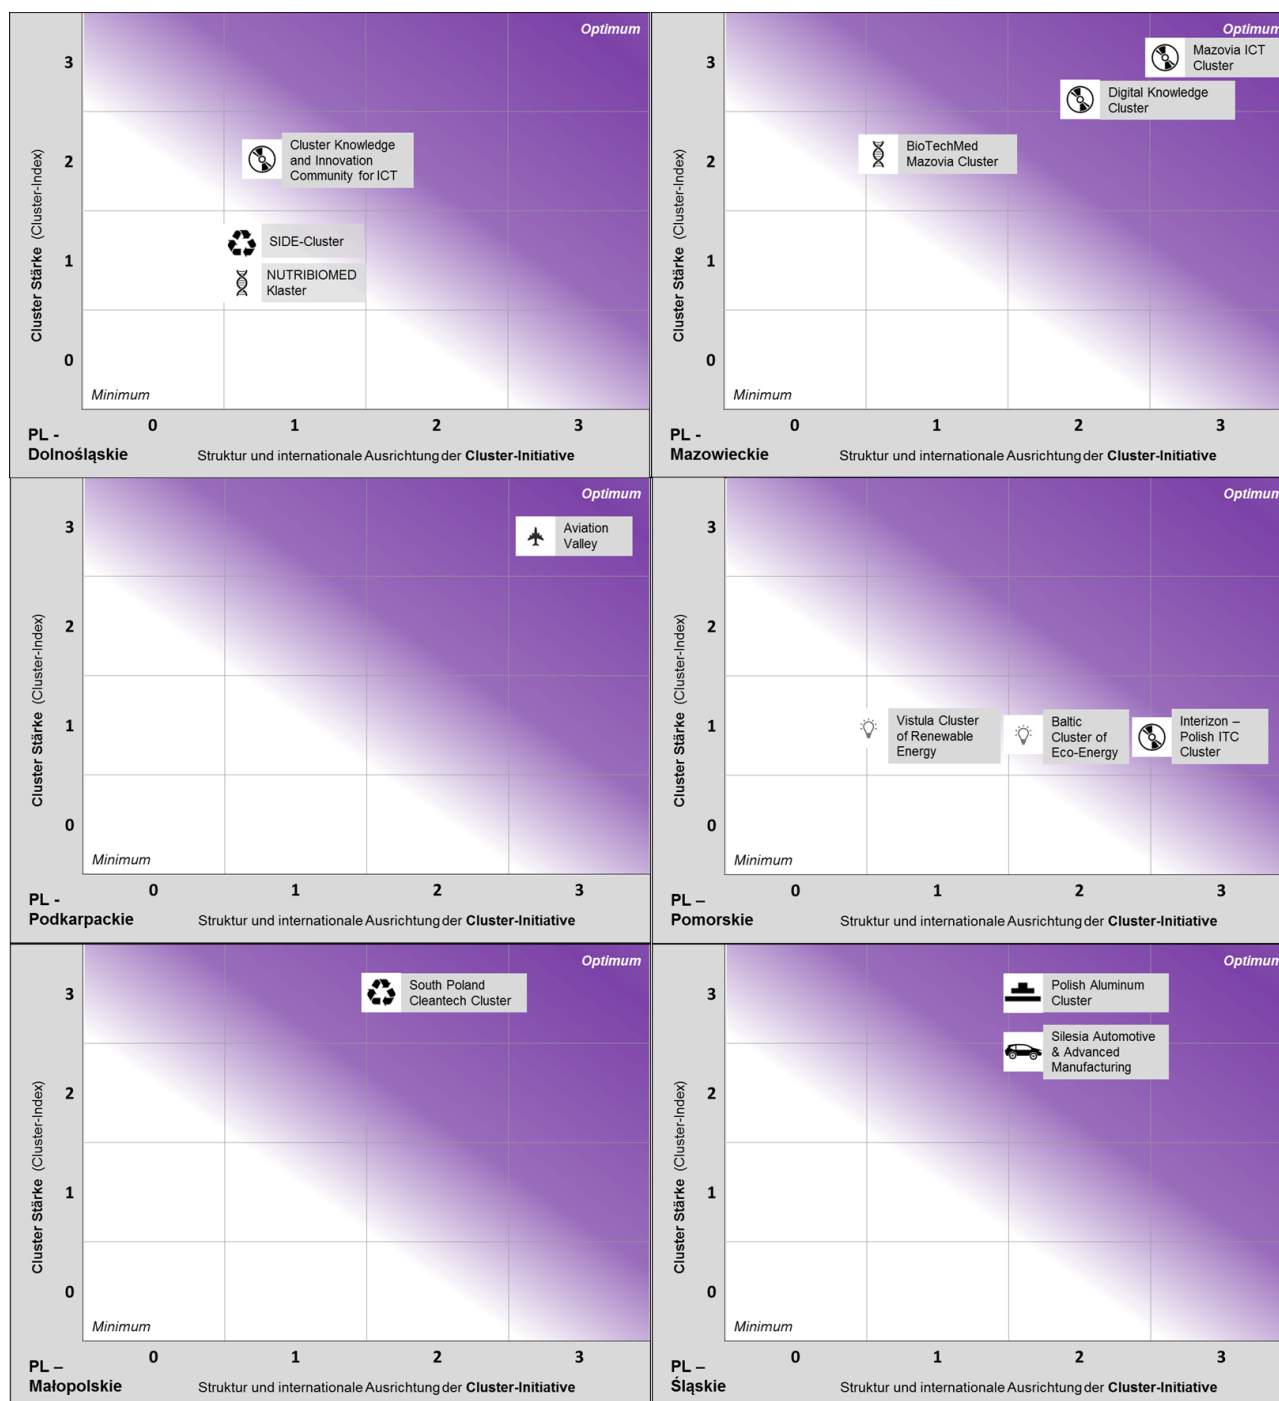 Optimum
3
Cluster Knowledge
and Innovation
Community for ICT
2
SIDE-Cluster
1
NUTRIBIOMED
Klaster
0
Minimum
Cluster Stärke (Cluster-Index)
0 1 2 3
PL -
Dolnośląskie
Struktur und internationale Ausrichtung der Cluster-Initiative
Optimum
3
Mazovia ICT
Cluster
Digital Knowledge
Cluster
2
BioTechMed
Mazovia Cluster
1
0
Minimum
Cluster Stärke (Cluster-Index)
0 1 2 3
PL -
Mazowieckie
Struktur und internationale Ausrichtung der Cluster-Initiative
Optimum
3
Aviation
Valley
2
1
0
Minimum
Cluster Stärke (Cluster-Index)
0 1 2 3
PL -
Podkarpackie
Struktur und internationale Ausrichtung der Cluster-Initiative
Optimum
3
2
1
Vistula Cluster
of Renewable
Energy
Baltic
Cluster of
Eco-Energy
Interizon –
Polish ITC
Cluster
0
Minimum
Cluster Stärke (Cluster-Index)
0 1 2 3
PL –
Pomorskie
Struktur und internationale Ausrichtung der Cluster-Initiative
Optimum
3
South Poland
Cleantech Cluster
2
1
0
Minimum
Cluster Stärke (Cluster-Index)
0 1 2 3
PL –
Małopolskie
Struktur und internationale Ausrichtung der Cluster-Initiative
Optimum
3
Polish Aluminum
Cluster
Silesia Automotive
& Advanced
Manufacturing
2
1
0
Minimum
Cluster Stärke (Cluster-Index)
0 1 2 3
PL –
Śląskie
Struktur und internationale Ausrichtung der Cluster-Initiative